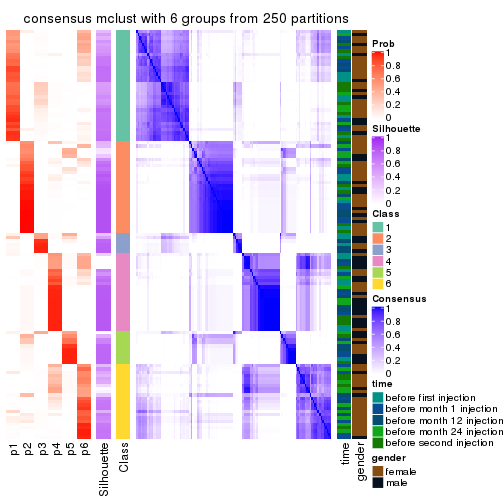 consensus mclust with 6 groups from 250 partitions
Prob
1
0.8
0.6
0.4
0.2
0
Silhouette
1
0.8
0.6
0.4
0.2
0
Class
1
2
3
4
5
6
Consensus
1
0.8
0.6
0.4
0.2
0
time
before first injection
before month 1 injection
before month 12 injection
before month 24 injection
before second injection
gender
female
male
p1
p2
p3
p4
p5
p6
Silhouette
Class
time
gender